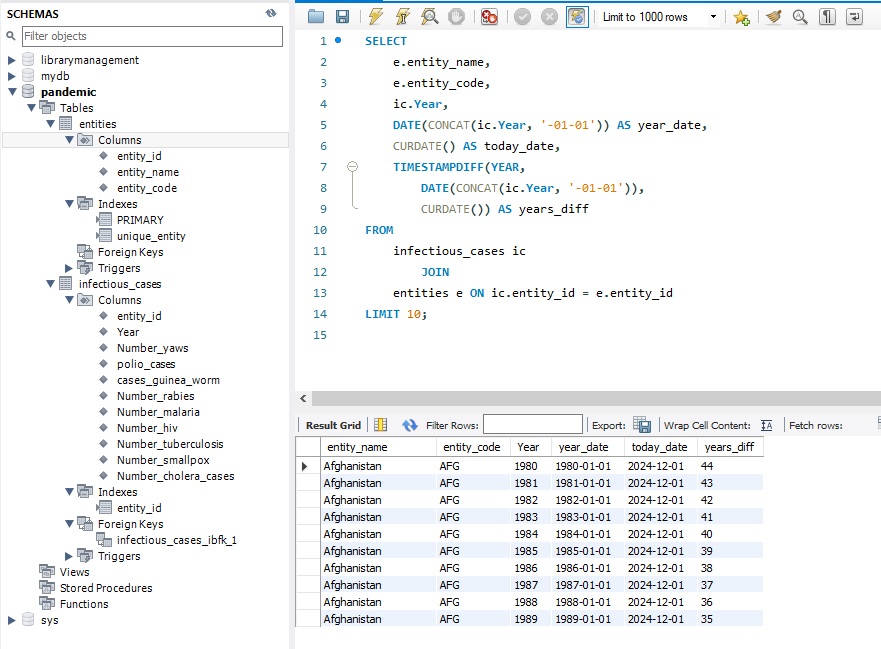 SCHEMAS
Filter objects
librarymanagement
mydb
pandemic
Tables
entities
Columns
entity_id
entity_name
entity_code
Indexes
PRIMARY
unique_entity
Foreign Keys
Triggers
infectious_cases
Columns
entity_id
Year
Number_yaws
polio_cases
cases_guinea_worm
Number_rabies
Number_malaria
Number_hiv
Number_tuberculosis
Number_smallpox
Number_cholera_cases
Indexes
entity_id
Foreign Keys
infectious_cases_ibfk_1
Triggers
Views
Stored Procedures
Functions
sys
Limit to 1000 rows
1 SELECT
2 e.entity_name,
3 e.entity_code,
4 ic.Year,
5 DATE(CONCAT(ic.Year, '-01-01')) AS year_date,
6 CURDATE() AS today_date,
7 TIMESTAMPDIFF(YEAR,
8 DATE(CONCAT(ic.Year, '-01-01')),
9 CURDATE()) AS years_diff
10 FROM
11 infectious_cases ic
12 JOIN
13 entities e ON ic.entity_id = e.entity_id
14 LIMIT 10;
15
Result Grid Filter Rows: Export: Wrap Cell Content: Fetch rows:
entity_name entity_code Year year_date today_date years_diff
Afghanistan AFG 1980 1980-01-01 2024-12-01 44
Afghanistan AFG 1981 1981-01-01 2024-12-01 43
Afghanistan AFG 1982 1982-01-01 2024-12-01 42
Afghanistan AFG 1983 1983-01-01 2024-12-01 41
Afghanistan AFG 1984 1984-01-01 2024-12-01 40
Afghanistan AFG 1985 1985-01-01 2024-12-01 39
Afghanistan AFG 1986 1986-01-01 2024-12-01 38
Afghanistan AFG 1987 1987-01-01 2024-12-01 37
Afghanistan AFG 1988 1988-01-01 2024-12-01 36
Afghanistan AFG 1989 1989-01-01 2024-12-01 35